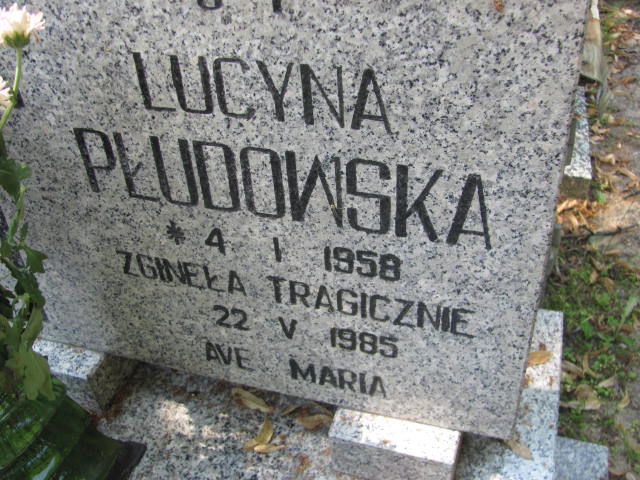 LUCYNA
PŁUDOWSKA
* 4 I 1958
ZGINEŁA TRAGICZNIE
22 V 1985
AVE MARIA